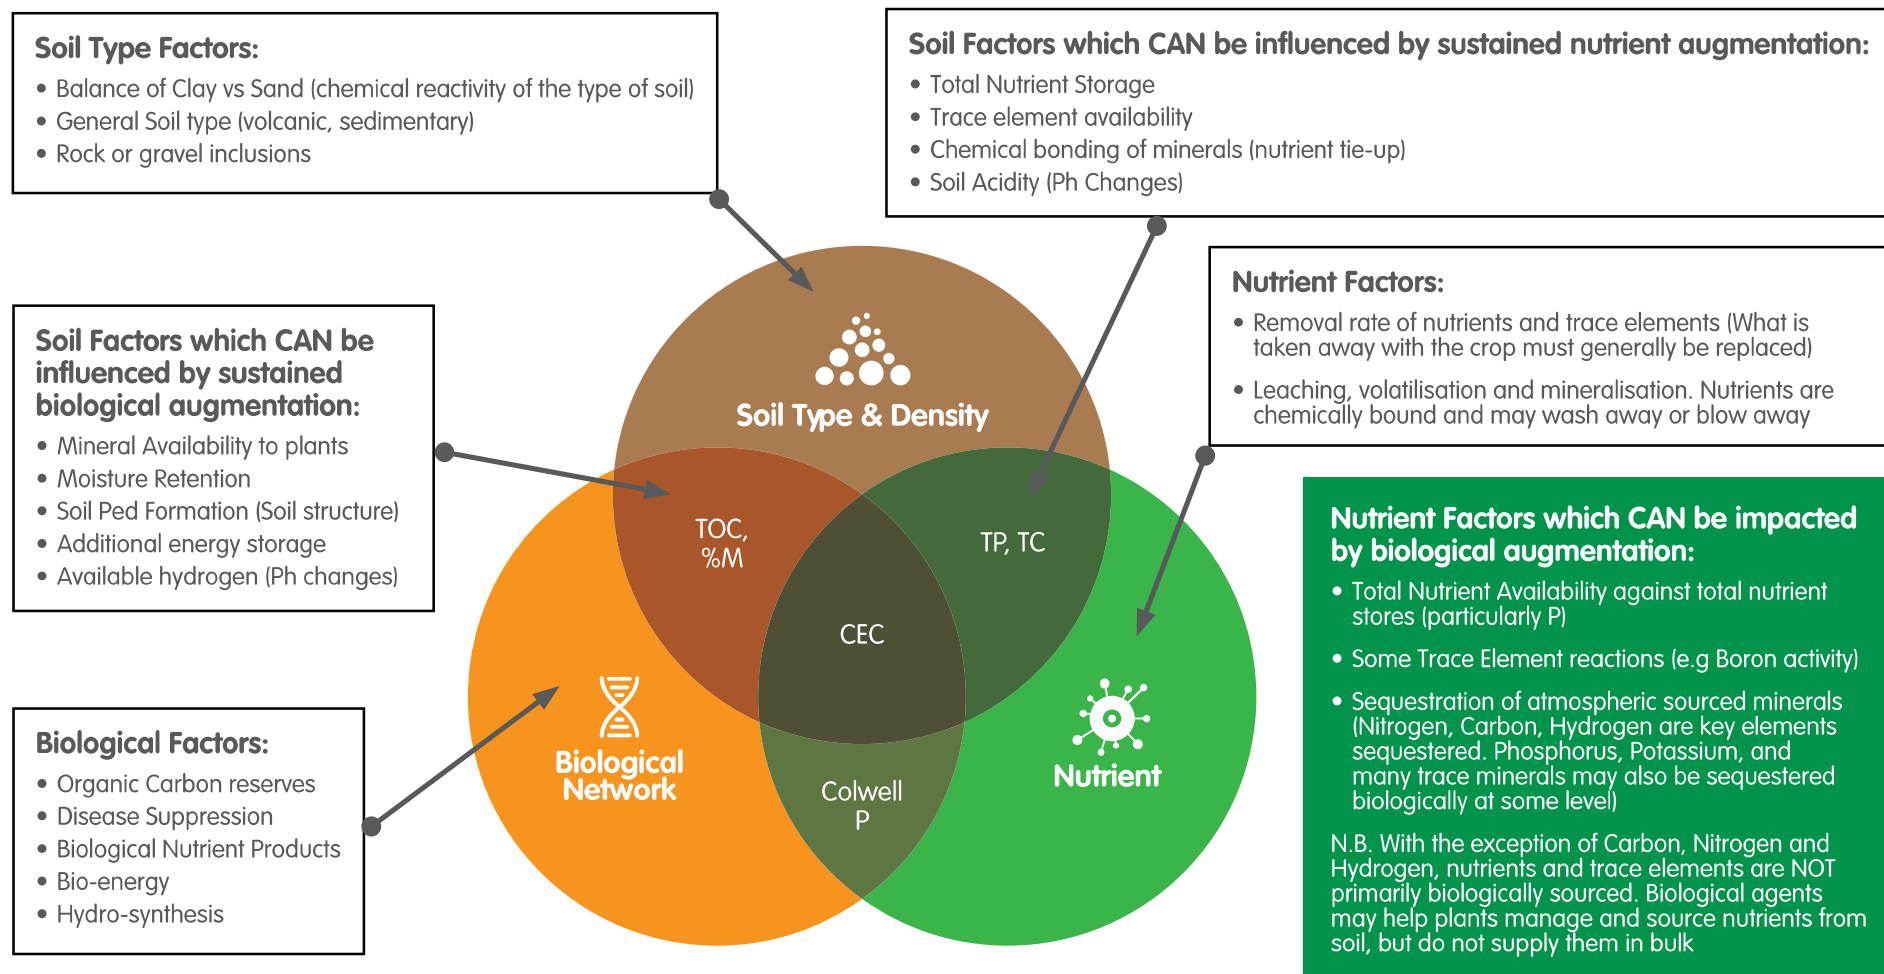 Soil Type Factors:
• Balance of Clay vs Sand (chemical reactivity of the type of soil)
• General Soil type (volcanic, sedimentary)
• Rock or gravel inclusions
Soil Factors which CAN be influenced by sustained nutrient augmentation:
• Total Nutrient Storage
• Trace element availability
• Chemical bonding of minerals (nutrient tie-up)
• Soil Acidity (Ph Changes)
Nutrient Factors:
• Removal rate of nutrients and trace elements (What is
taken away with the crop must generally be replaced)
• Leaching, volatilisation and mineralisation. Nutrients are
chemically bound and may wash away or blow away
Soil Factors which CAN be
influenced by sustained
biological augmentation:
• Mineral Availability to plants
• Moisture Retention
• Soil Ped Formation (Soil structure)
• Additional energy storage
• Available hydrogen (Ph changes)
Soil Type & Density
TOC,
%M
TP, TC
CEC
Biological
Network
Nutrient
Colwell
P
Nutrient Factors which CAN be impacted
by biological augmentation:
• Total Nutrient Availability against total nutrient
stores (particularly P)
• Some Trace Element reactions (e.g Boron activity)
• Sequestration of atmospheric sourced minerals
(Nitrogen, Carbon, Hydrogen are key elements
sequestered. Phosphorus, Potassium, and
many trace minerals may also be sequestered
biologically at some level)
N.B. With the exception of Carbon, Nitrogen and
Hydrogen, nutrients and trace elements are NOT
primarily biologically sourced. Biological agents
may help plants manage and source nutrients from
soil, but do not supply them in bulk
Biological Factors:
• Organic Carbon reserves
• Disease Suppression
• Biological Nutrient Products
• Bio-energy
• Hydro-synthesis